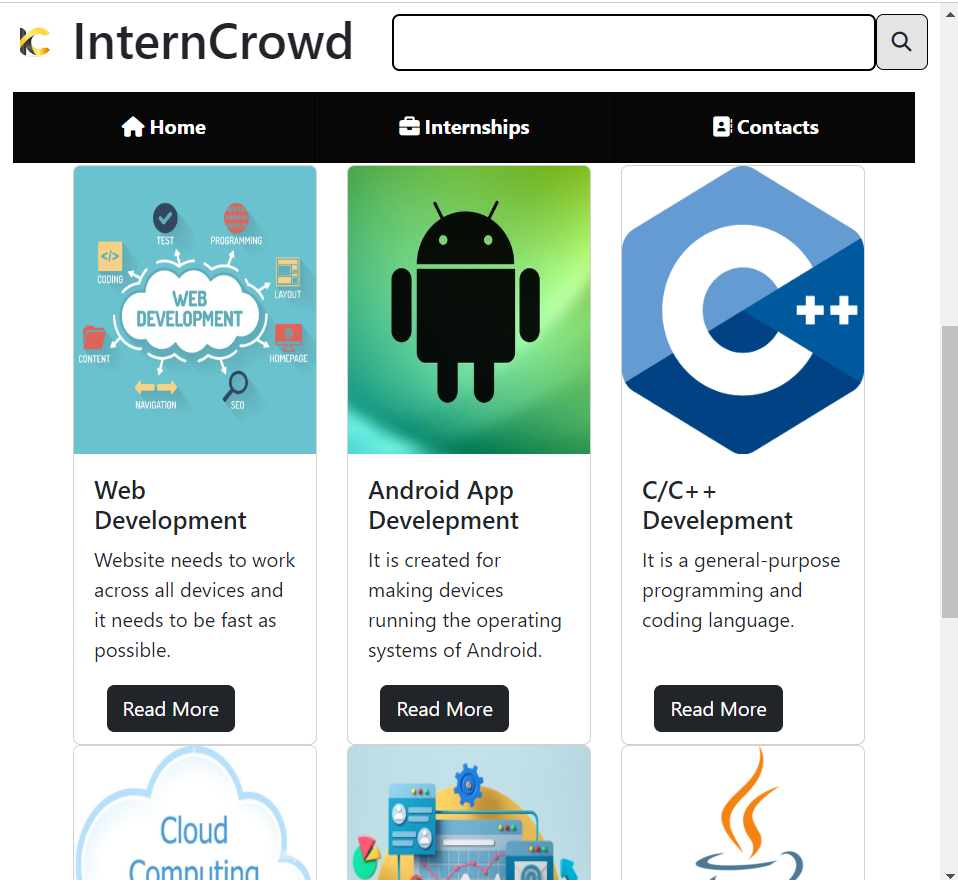 InternCrowd
Home Internships Contacts
TEST
PROGRAMMING
</>
CODING
LAYOUT
WEB
DEVELOPMENT
CONTENT
HOMEPAGE
NAVIGATION
SEO
C ++
Web
Development
Website needs to work
across all devices and
it needs to be fast as
possible.
Read More
Android App
Develepment
It is created for
making devices
running the operating
systems of Android.
Read More
C/C++
Develepment
It is a general-purpose
programming and
coding language.
Read More
Cloud
Computing